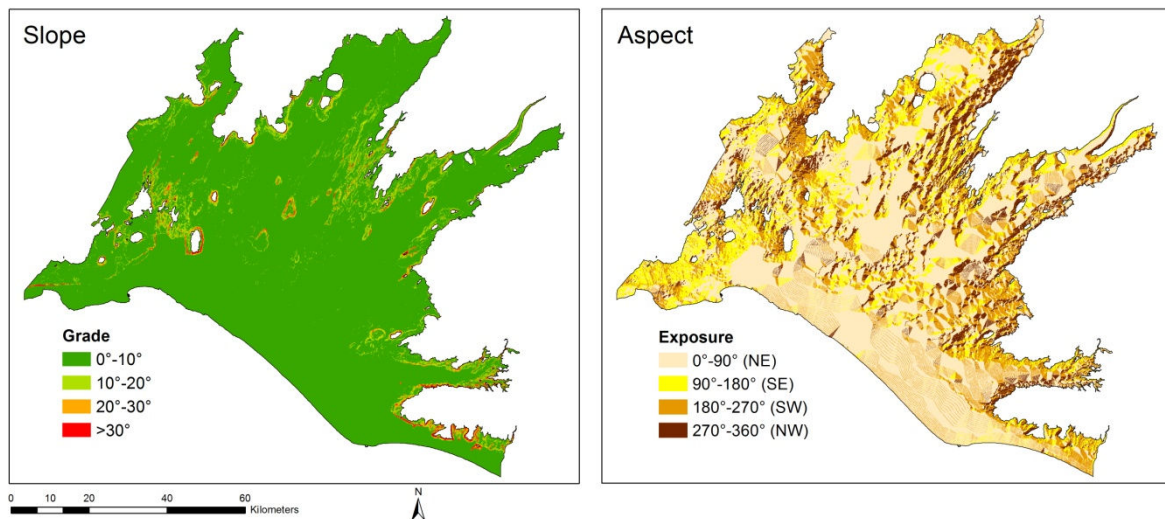 Slope
Grade
0°-10°
10°-20°
20°-30°
>30°
Aspect
Exposure
0°-90° (NE)
90°-180° (SE)
180°-270° (SW)
270°-360° (NW)
0 10 20 40 60
Kilometers
N